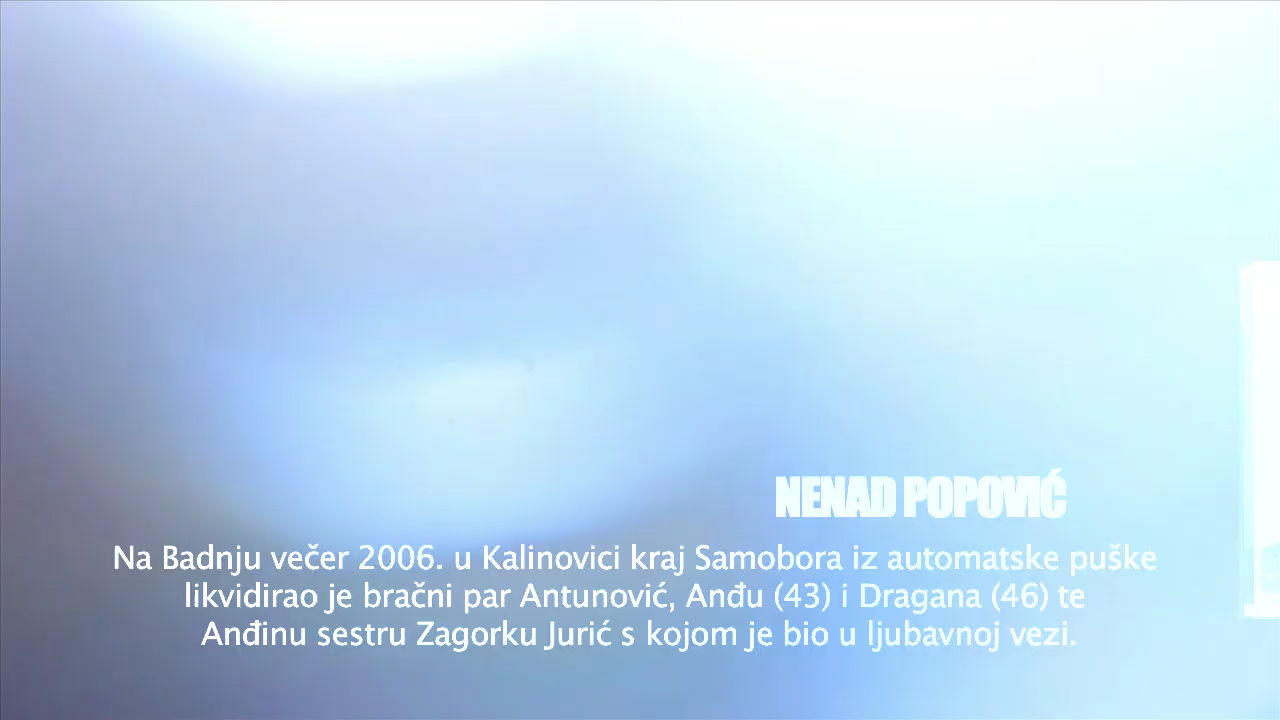 NENAD POPOVIĆ
Na Badnju večer 2006. u Kalinovici kraj Samobora iz automatske puške
likvidirao je bračni par Antunović, Anđu (43) i Dragana (46) te
Anđinu sestru Zagorku Jurić s kojom je bio u ljubavnoj vezi.